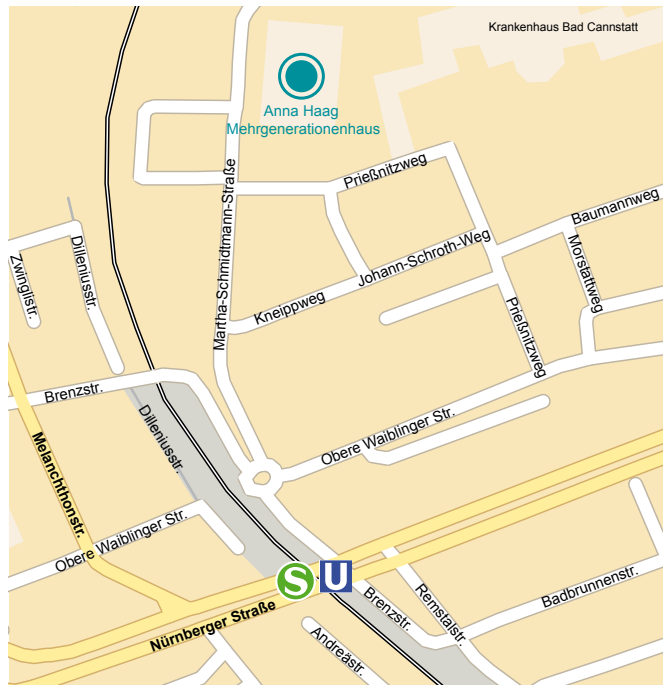 Krankenhaus Bad Cannstatt
Anna Haag
Mehrgenerationenhaus
Prießnitzweg
Martha-Schmidtmann-Straße
Baumannweg
Johann-Schroth-Weg
Morstattweg
Zwinglistr.
Dilleniusstr.
Kneippweg
Prießnitzweg
Brenzstr.
Dilleniusstr.
Obere Waiblinger Str.
Melanchthonstr.
Obere Waiblinger Str.
S
U
Brenzstr.
Remstalstr.
Badbrunnenstr.
Nürnberger Straße
Andreästr.